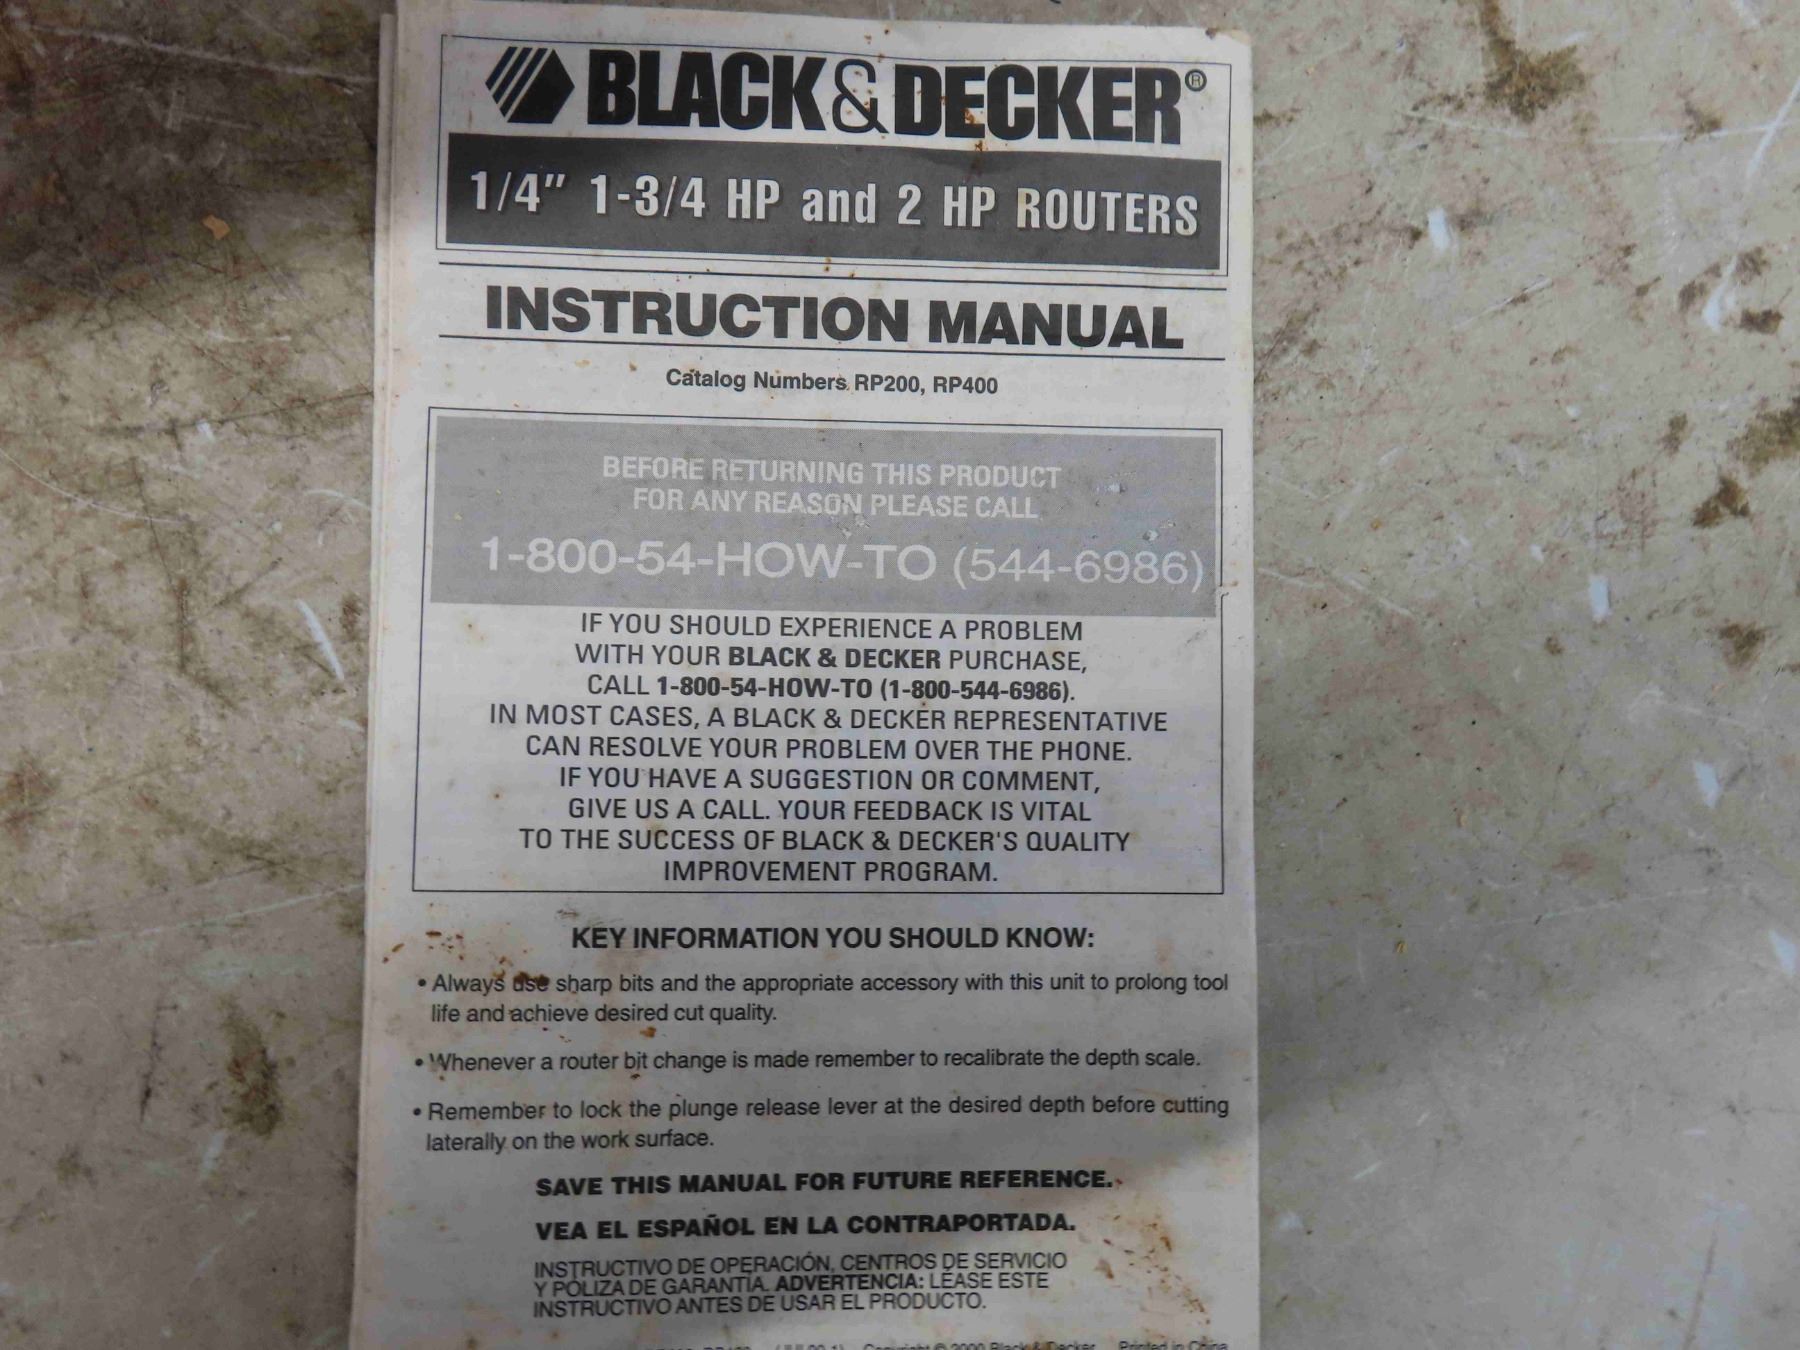 BLACK&DECKER®
1/4" 1-3/4 HP and 2 HP ROUTERS
INSTRUCTION MANUAL
Catalog Numbers RP200, RP400
BEFORE RETURNING THIS PRODUCT
FOR ANY REASON PLEASE CALL
1-800-54-HOW-TO (544-6986)
IF YOU SHOULD EXPERIENCE A PROBLEM
WITH YOUR BLACK & DECKER PURCHASE,
CALL 1-800-54-HOW-TO (1-800-544-6986).
IN MOST CASES, A BLACK & DECKER REPRESENTATIVE
CAN RESOLVE YOUR PROBLEM OVER THE PHONE.
IF YOU HAVE A SUGGESTION OR COMMENT,
GIVE US A CALL. YOUR FEEDBACK IS VITAL
TO THE SUCCESS OF BLACK & DECKER'S QUALITY
IMPROVEMENT PROGRAM.
KEY INFORMATION YOU SHOULD KNOW:
• Always use sharp bits and the appropriate accessory with this unit to prolong tool
life and achieve desired cut quality.
• Whenever a router bit change is made remember to recalibrate the depth scale.
• Remember to lock the plunge release lever at the desired depth before cutting
laterally on the work surface.
SAVE THIS MANUAL FOR FUTURE REFERENCE.
VEA EL ESPAÑOL EN LA CONTRAPORTADA.
INSTRUCTIVO DE OPERACIÓN, CENTROS DE SERVICIO
Y PÓLIZA DE GARANTÍA. ADVERTENCIA: LÉASE ESTE
INSTRUCTIVO ANTES DE USAR EL PRODUCTO.
Copyright © 2000 Black & Decker Printed in China